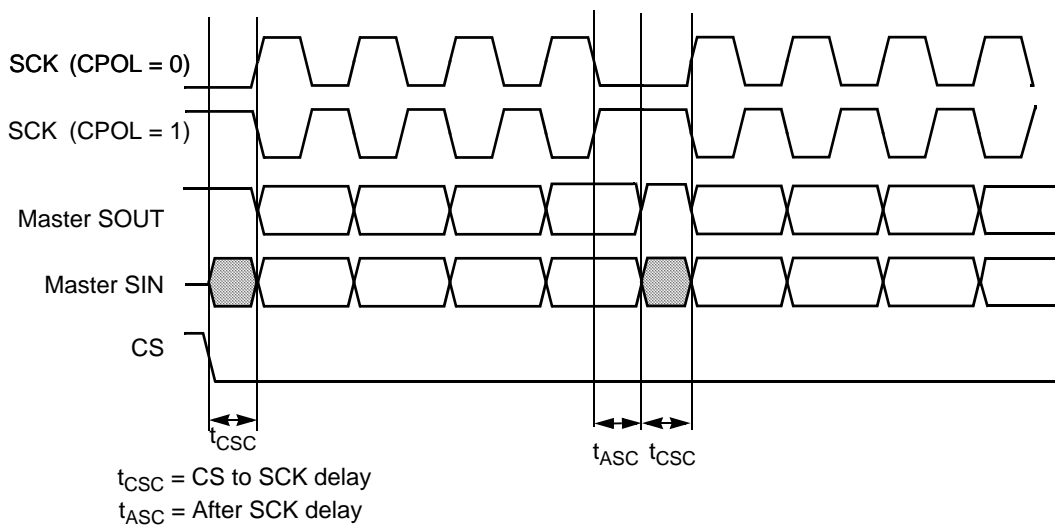 SCK (CPOL = 0)
SCK (CPOL = 1)
Master SOUT
Master SIN
CS
tCSC
tASC tCSC
tCSC = CS to SCK delay
tASC = After SCK delay